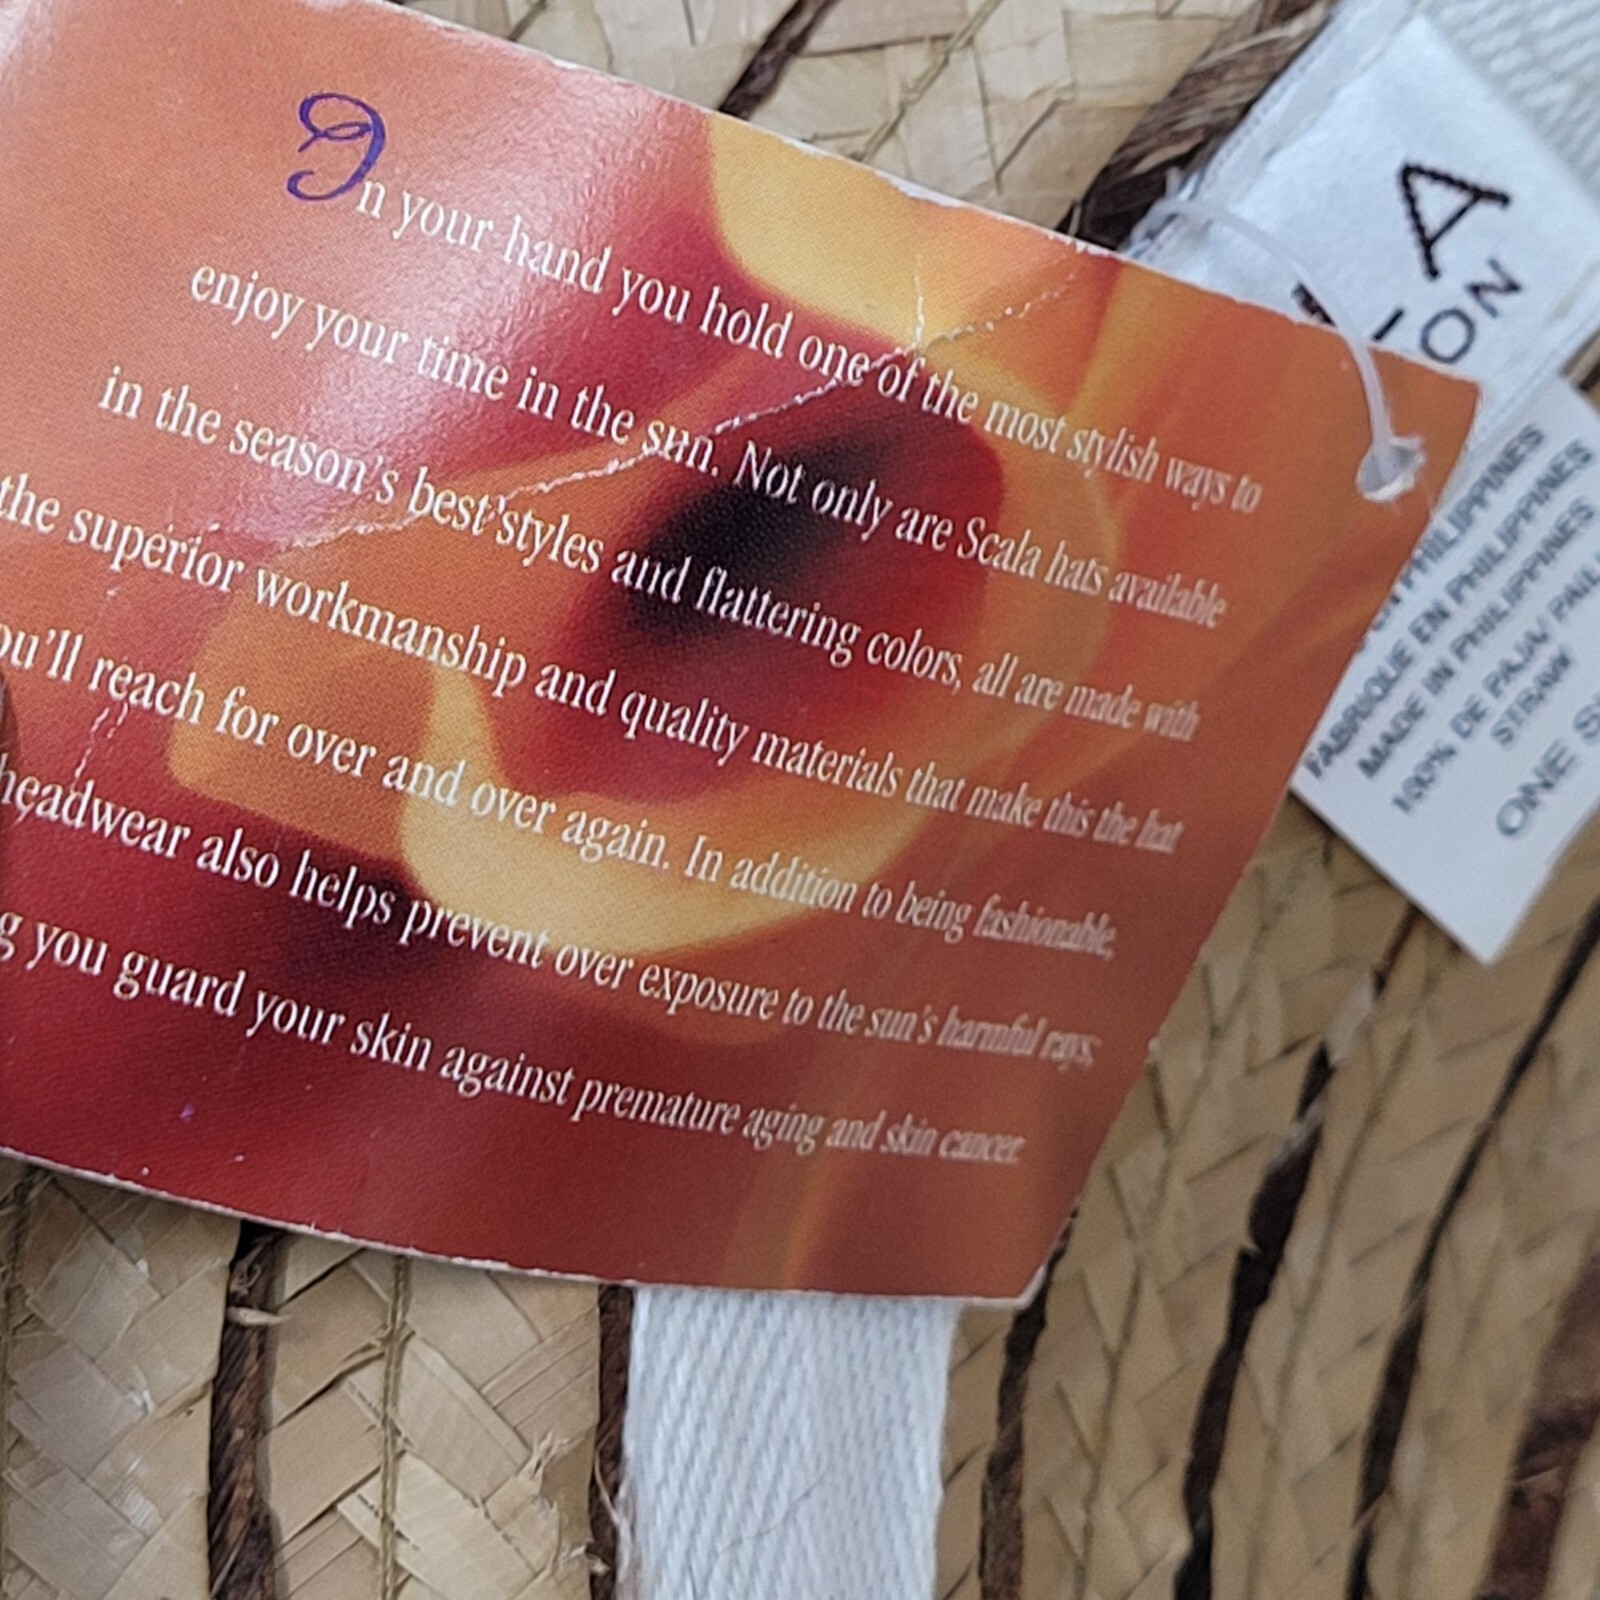 In your hand you hold one of the most stylish ways to
enjoy your time in the sun. Not only are Scala hats available
in the season's best styles and flattering colors, all are made with
the superior workmanship and quality materials that make this the hat
ou'll reach for over and over again. In addition to being fashionable,
headwear also helps prevent over exposure to the sun's harmful rays,
g you guard your skin against premature aging and skin cancer.
A
ON
EN PHILIPPINES
FABRIQUE EN PHILIPPINES
MADE IN PHILIPPINES
100% DE PAJA/ PAILL
STRAW
ONE S